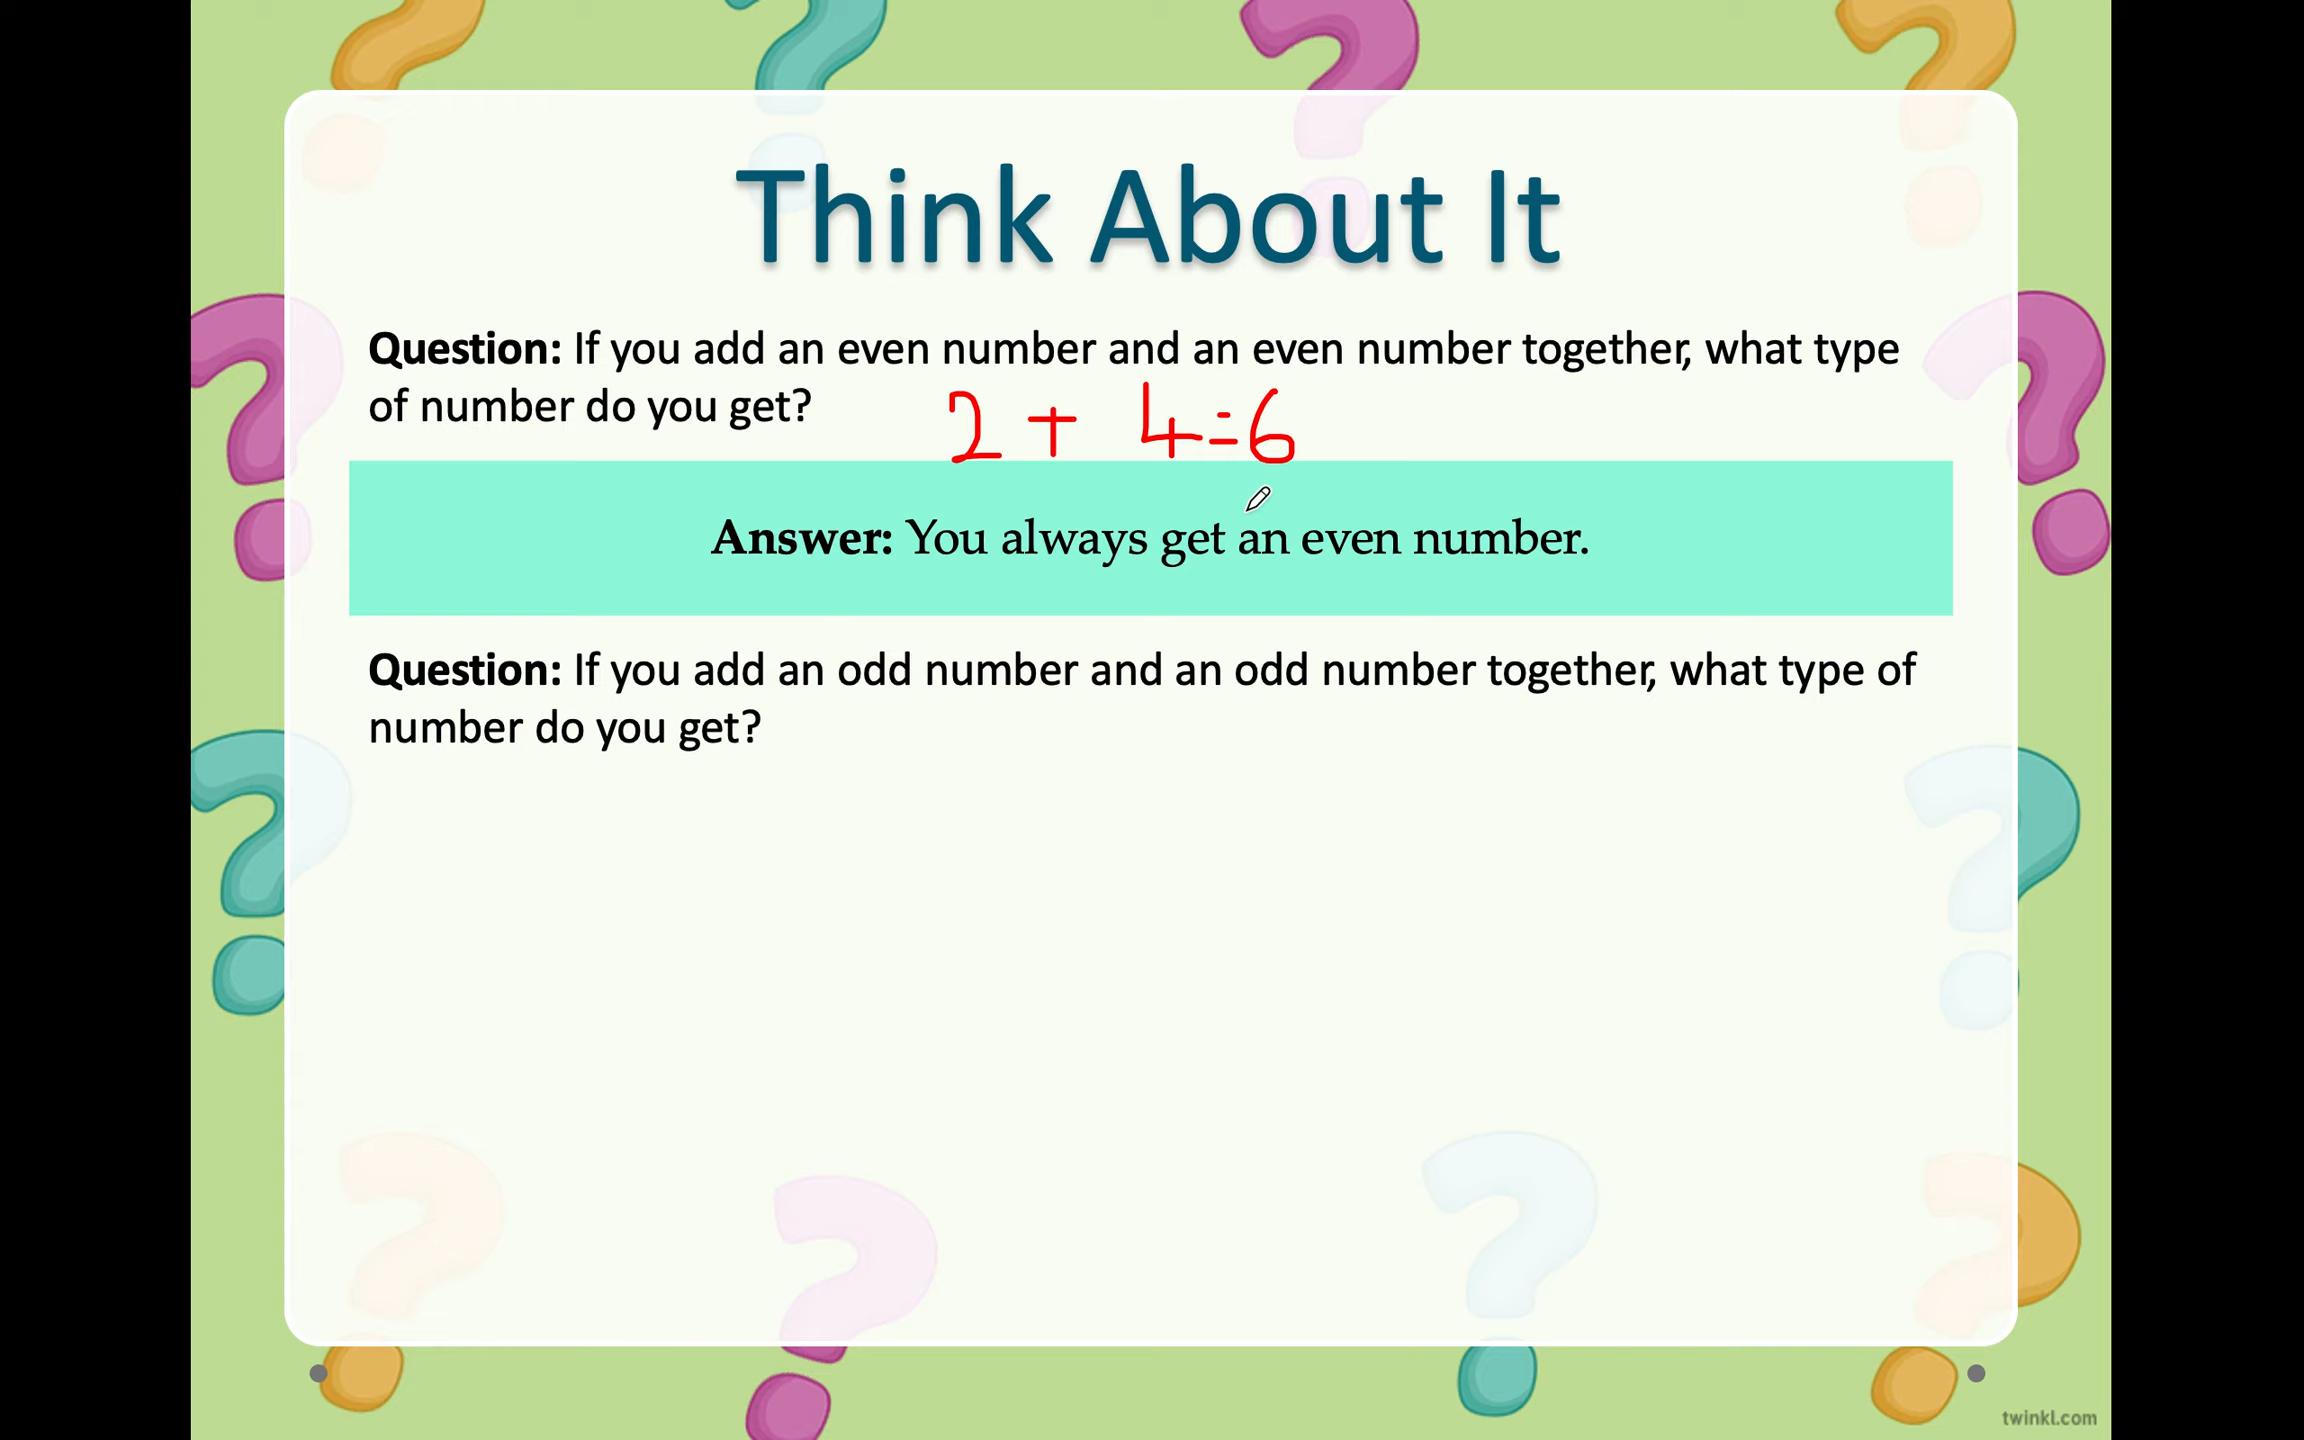 Think About It
Question: If you add an even number and an even number together, what type
of number do you get?
2 + 4=6
Answer: You always get an even number.
Question: If you add an odd number and an odd number together, what type of
number do you get?
twinkl.com